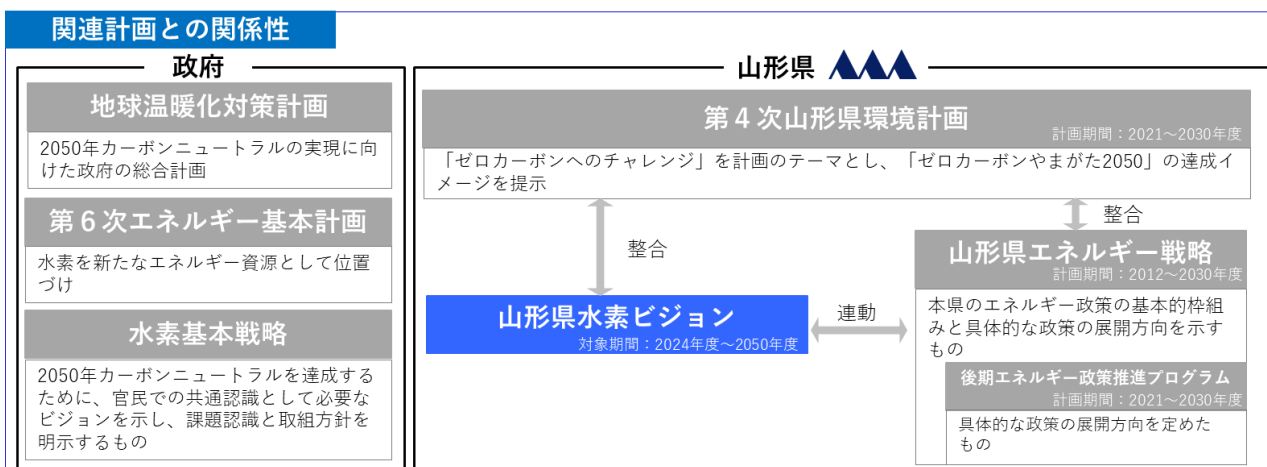 関連計画との関係性
政府
地球温暖化対策計画
2050年カーボンニュートラルの実現に向
けた政府の総合計画
第６次エネルギー基本計画
水素を新たなエネルギー資源として位置
づけ
水素基本戦略
2050年カーボンニュートラルを達成する
ために、官民での共通認識として必要な
ビジョンを示し、課題認識と取組方針を
明示するもの
山形県
第４次山形県環境計画
計画期間：2021～2030年度
「ゼロカーボンへのチャレンジ」を計画のテーマとし、「ゼロカーボンやまがた2050」の達成イ
メージを提示
整合
整合
山形県水素ビジョン
対象期間：2024年度～2050年度
連動
山形県エネルギー戦略
計画期間：2012～2030年度
本県のエネルギー政策の基本的枠組
みと具体的な政策の展開方向を示す
もの
後期エネルギー政策推進プログラム
計画期間：2021～2030年度
具体的な政策の展開方向を定めた
もの